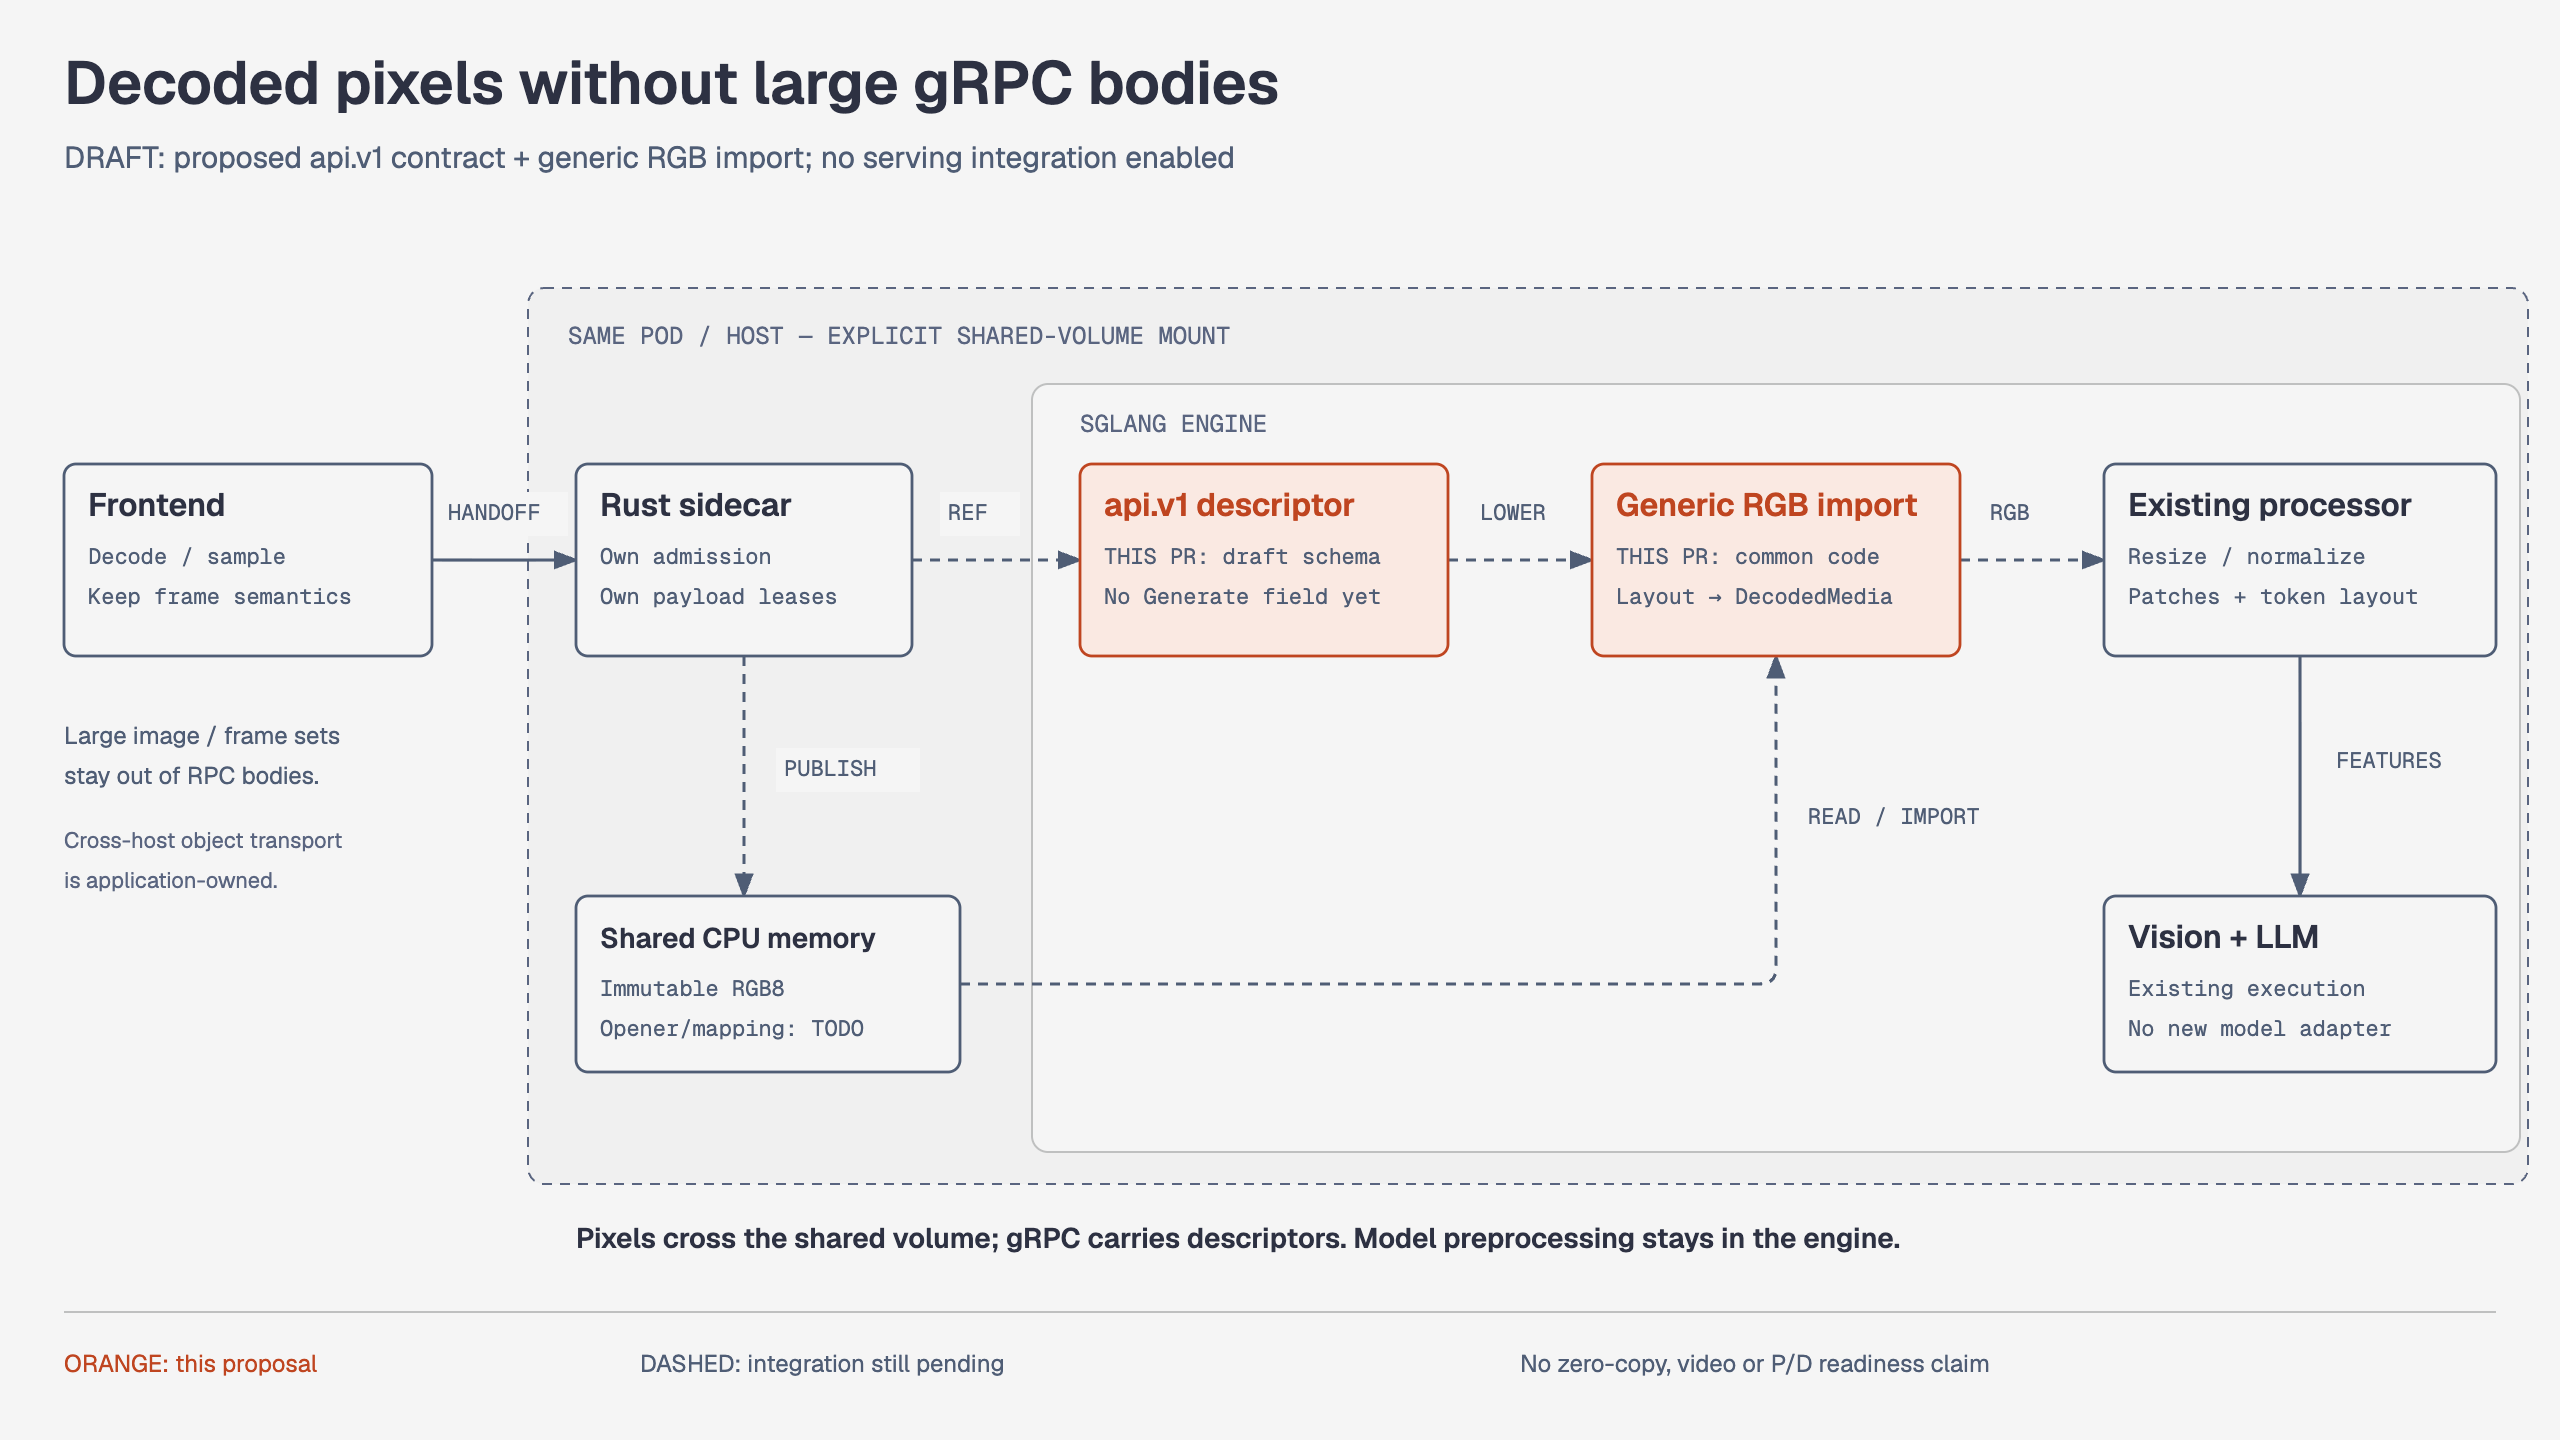 Decoded pixels without large gRPC bodies
DRAFT: proposed api.v1 contract + generic RGB import; no serving integration enabled
SAME POD / HOST — EXPLICIT SHARED-VOLUME MOUNT
SGLANG ENGINE
Frontend
Decode / sample
Keep frame semantics
HANDOFF
Rust sidecar
Own admission
Own payload leases
REF
api.v1 descriptor
THIS PR: draft schema
No Generate field yet
LOWER
Generic RGB import
THIS PR: common code
Layout → DecodedMedia
RGB
Existing processor
Resize / normalize
Patches + token layout
Large image / frame sets
stay out of RPC bodies.
Cross-host object transport
is application-owned.
PUBLISH
READ / IMPORT
FEATURES
Shared CPU memory
Immutable RGB8
Opener/mapping: TODO
Vision + LLM
Existing execution
No new model adapter
Pixels cross the shared volume; gRPC carries descriptors. Model preprocessing stays in the engine.
ORANGE: this proposal
DASHED: integration still pending
No zero-copy, video or P/D readiness claim